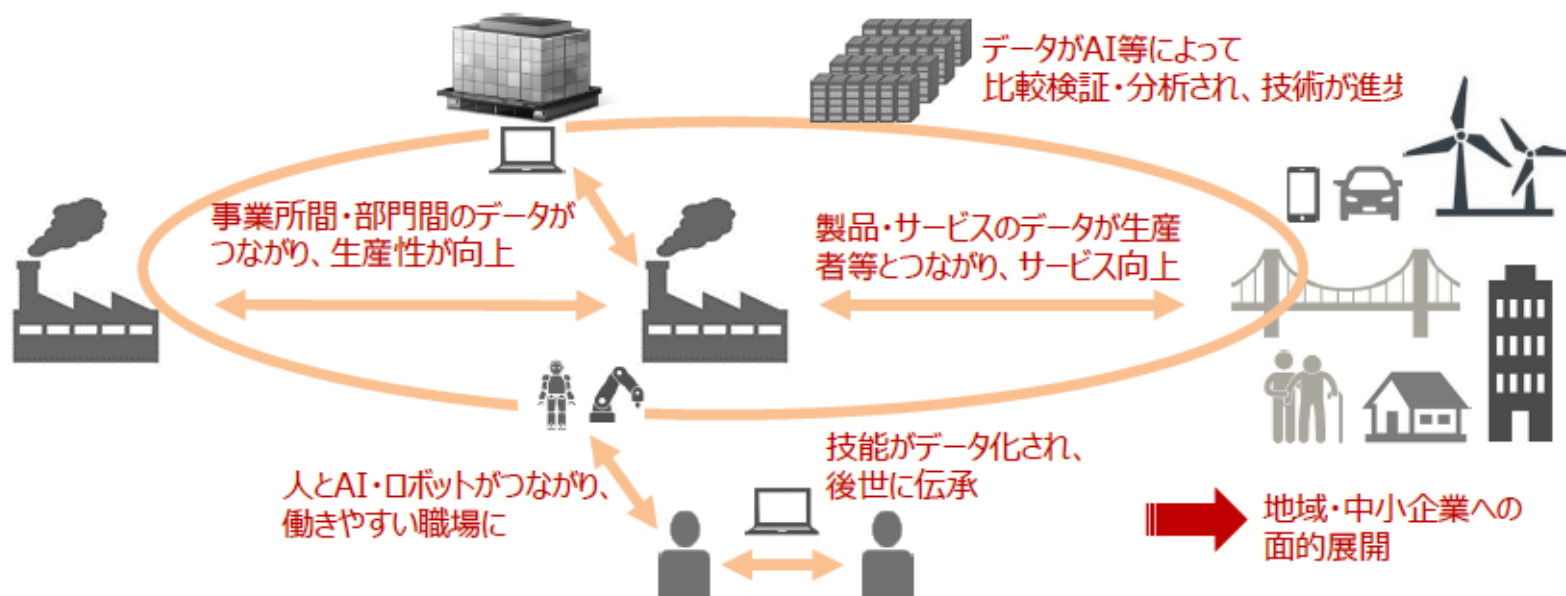 データがAI等によって
比較検証・分析され、技術が進歩
事業所間・部門間のデータが
つながり、生産性が向上
製品・サービスのデータが生産
者等とつながり、サービス向上
人とAI・ロボットがつながり、
働きやすい職場に
技能がデータ化され、
後世に伝承
地域・中小企業への
面的展開